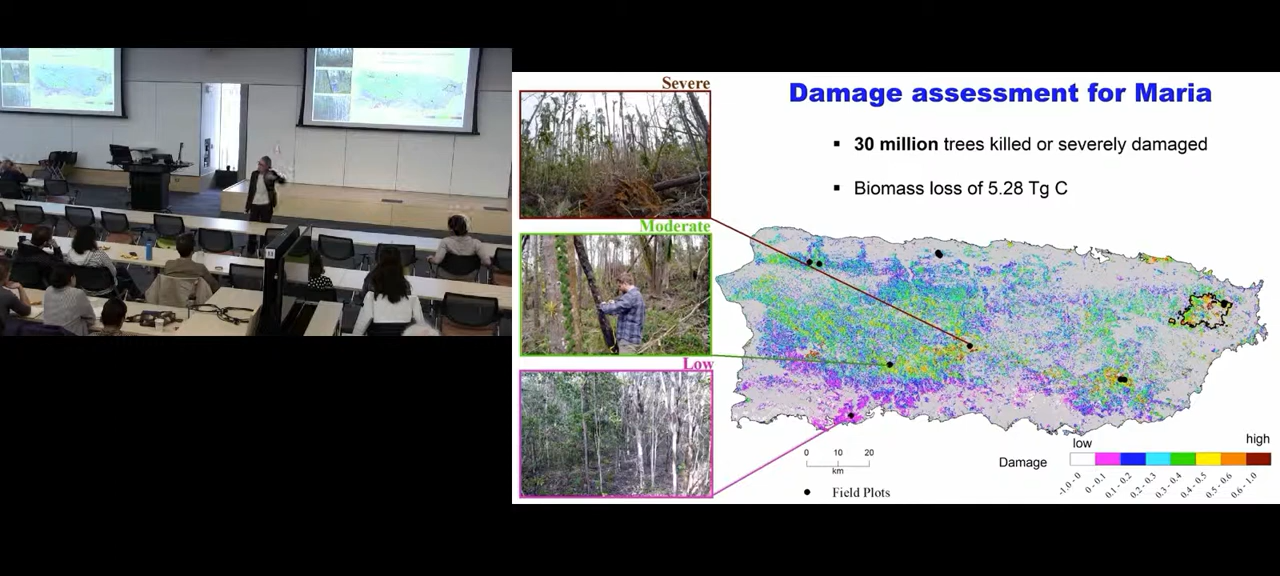 Damage assessment for Maria
▪ 30 million trees killed or severely damaged
▪ Biomass loss of 5.28 Tg C
Severe
Moderate
Low
0 10 20
km
Field Plots
Damage
low
high
-1.0 - 0
0 - 0.1
0.1 - 0.2
0.2 - 0.3
0.3 - 0.4
0.4 - 0.5
0.5 - 0.6
0.6 - 1.0